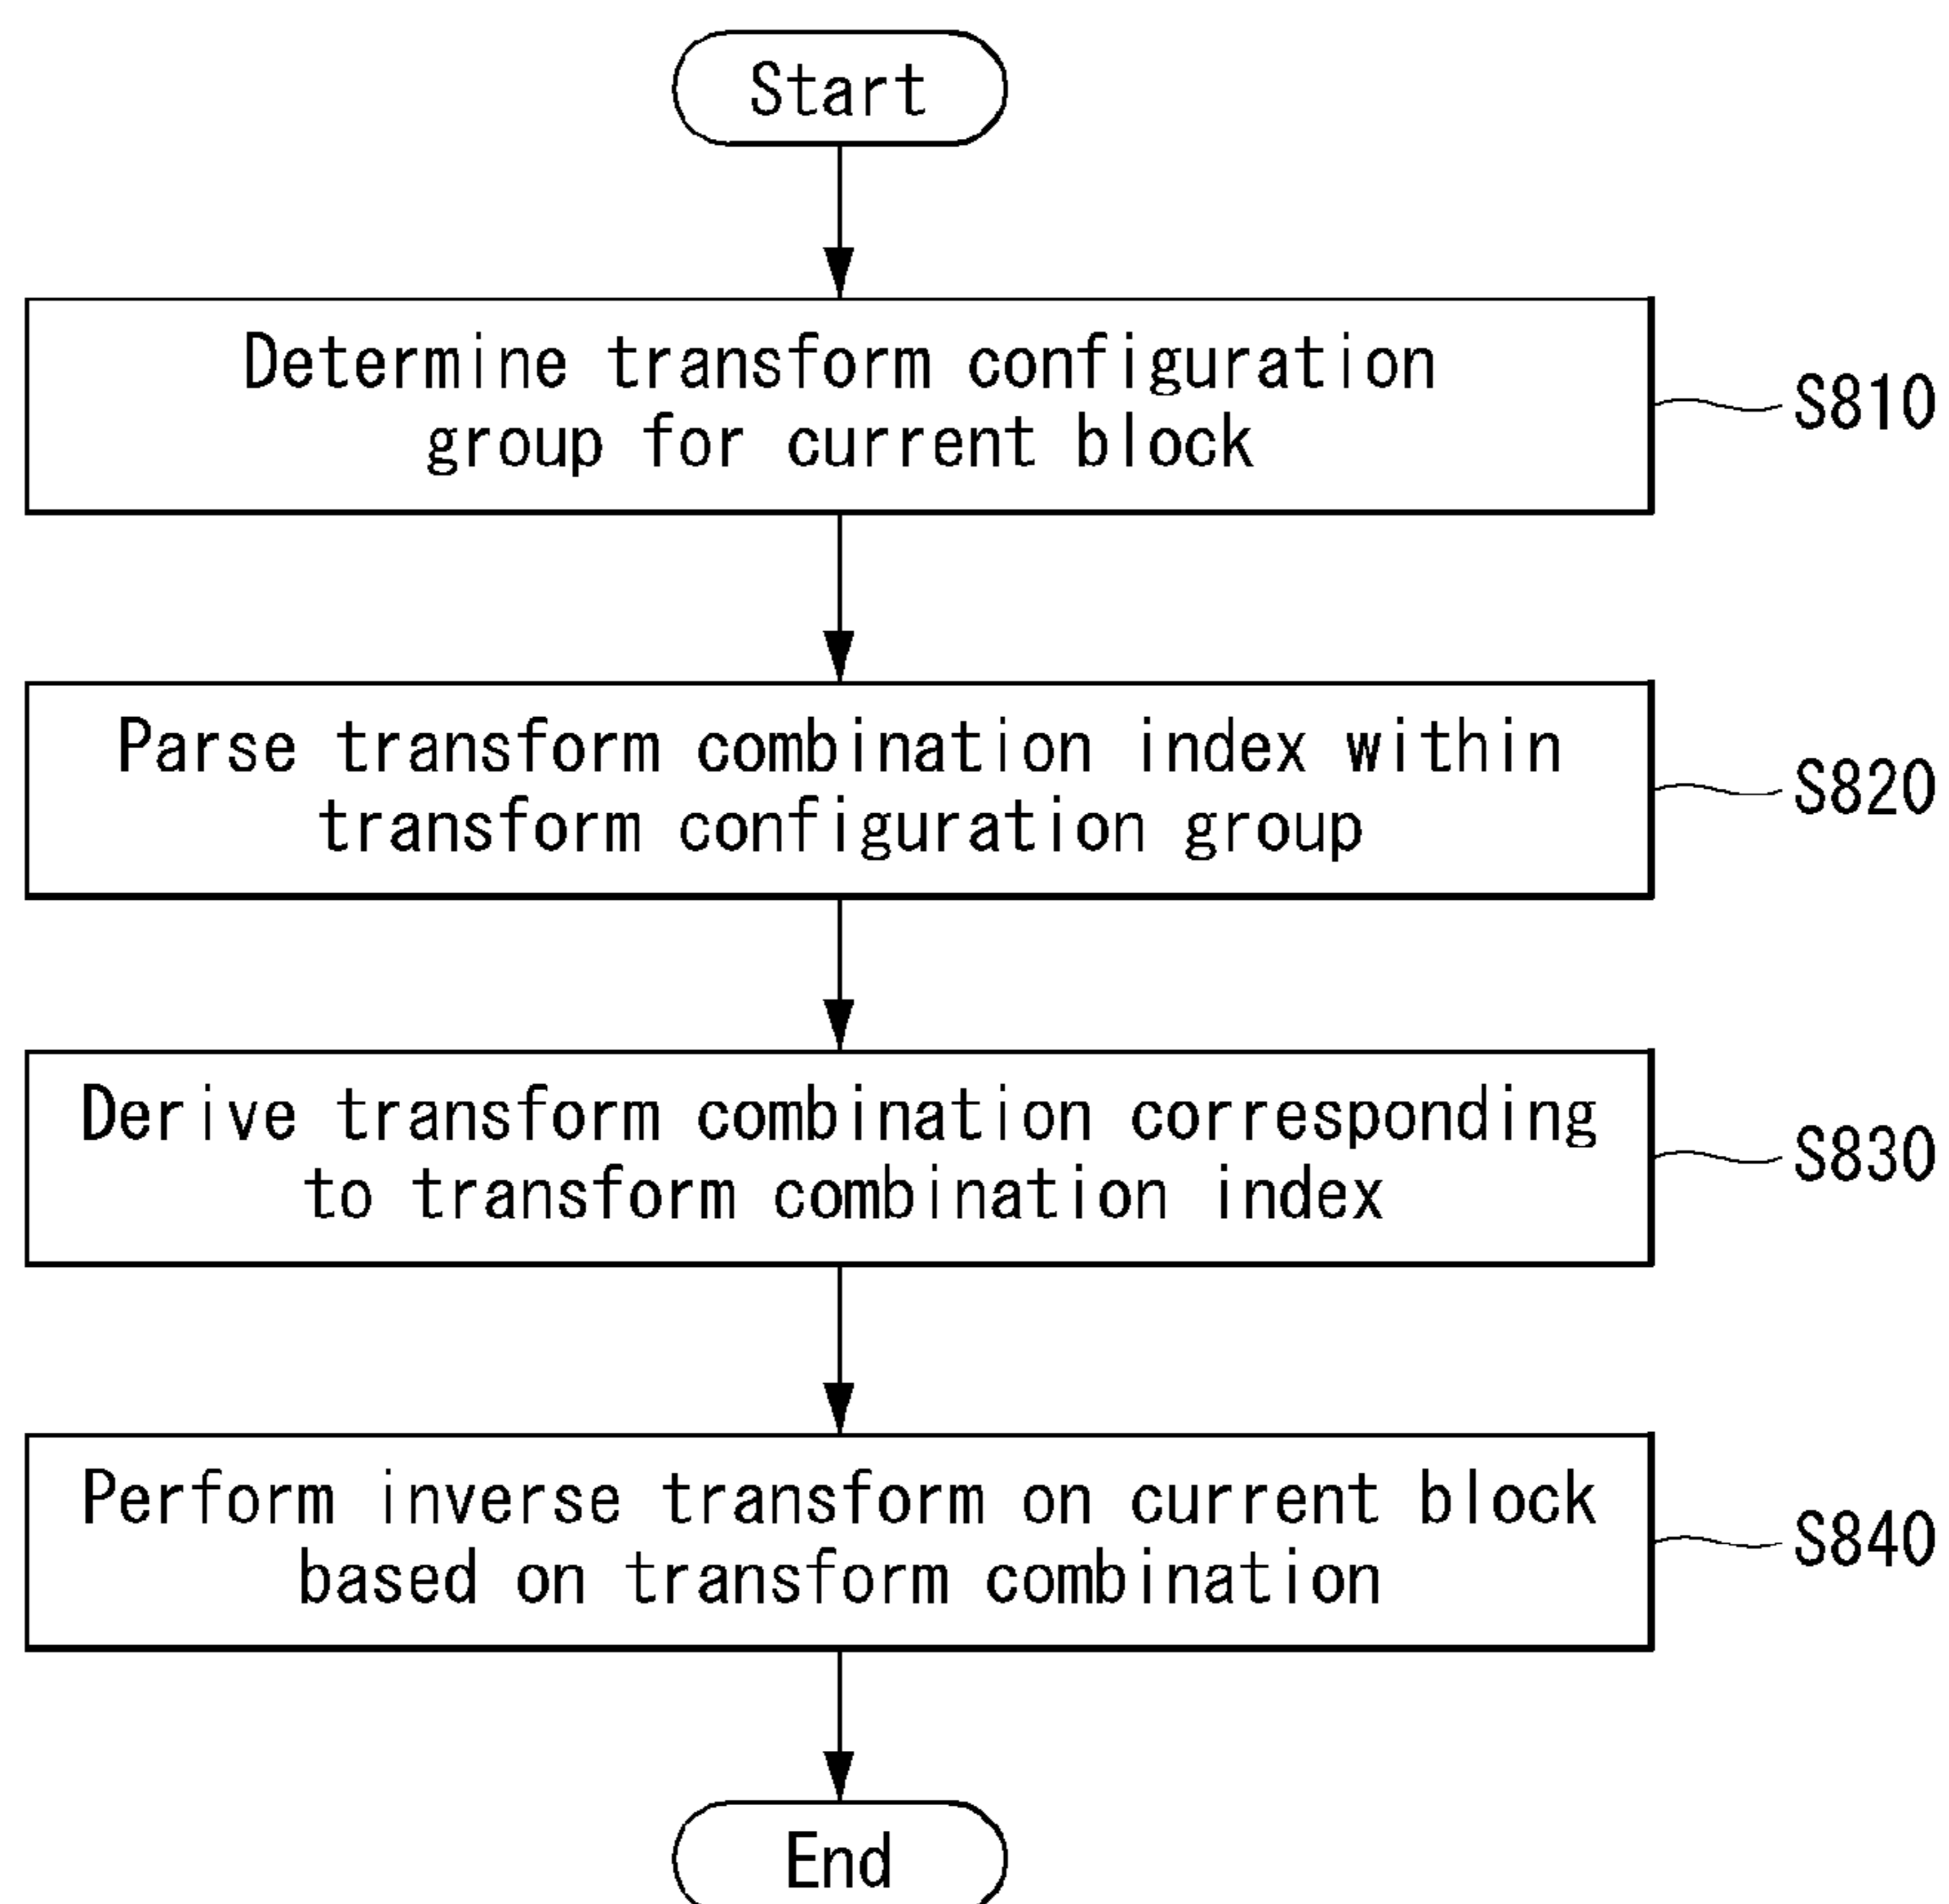 Start
Determine transform configuration
group for current block
S810
Parse transform combination index within
transform configuration group
S820
Derive transform combination corresponding
to transform combination index
S830
Perform inverse transform on current block
based on transform combination
S840
End